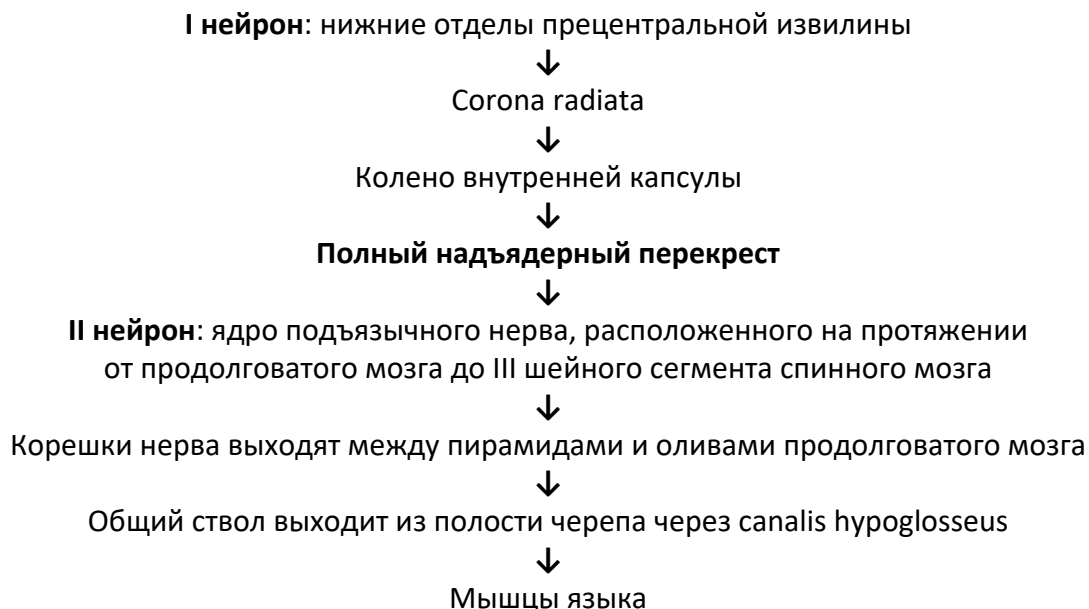 I нейрон: нижние отделы прецентральной извилины
↓
Corona radiata
↓
Колено внутренней капсулы
↓
Полный надъядерный перекрест
↓
II нейрон: ядро подъязычного нерва, расположенного на протяжении
от продолговатого мозга до III шейного сегмента спинного мозга
↓
Корешки нерва выходят между пирамидами и оливами продолговатого мозга
↓
Общий ствол выходит из полости черепа через canalis hypoglosseus
↓
Мышцы языка